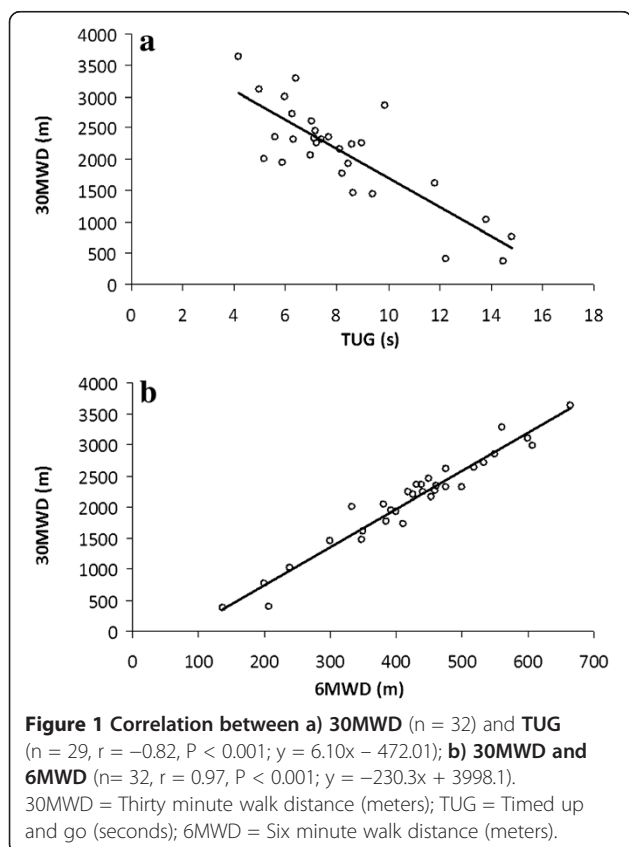 a
4000
3500
3000
2500
2000
1500
1000
500
0
30MWD (m)
0 2 4 6 8 10 12 14 16 18
TUG (s)
b
4000
3500
3000
2500
2000
1500
1000
500
0
30MWD (m)
0 100 200 300 400 500 600 700
6MWD (m)
Figure 1 Correlation between a) 30MWD (n = 32) and TUG
(n = 29, r = −0.82, P < 0.001; y = 6.10x – 472.01); b) 30MWD and
6MWD (n= 32, r = 0.97, P < 0.001; y = −230.3x + 3998.1).
30MWD = Thirty minute walk distance (meters); TUG = Timed up
and go (seconds); 6MWD = Six minute walk distance (meters).